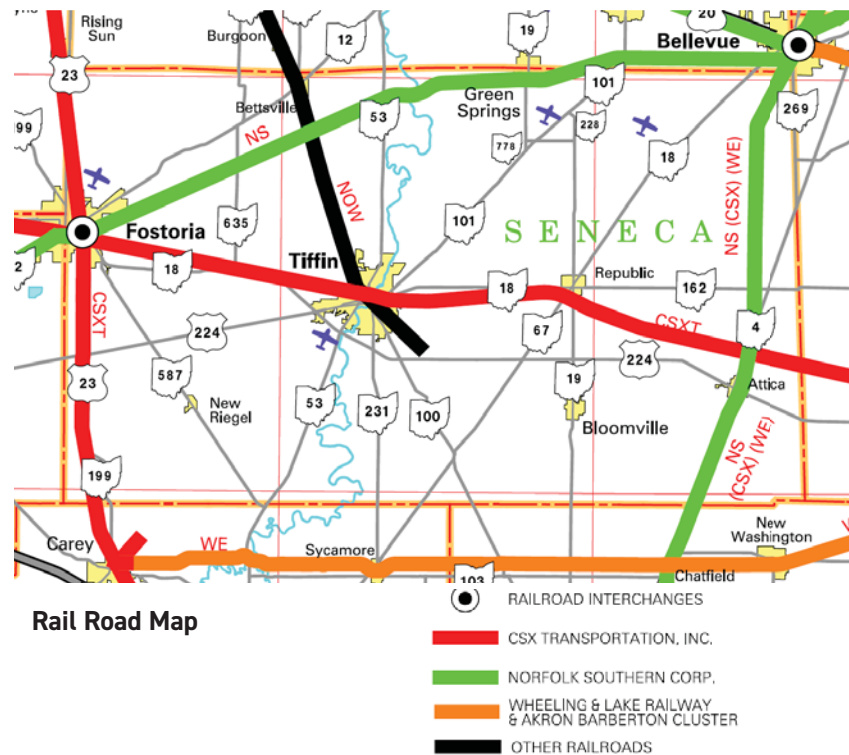 Rising
Sun
Burgoon
12
19
20
Bellevue
23
Bettsville
Green
Springs
101
53
269
NS
228
778
18
NS (CSX) (WE)
NOW
101
SENECA
Fostoria
635
Tiffin
Republic
18
18
162
CSXT
CSXT
4
224
67
224
23
587
19
Attica
New
Riegel
53
231
100
Bloomville
NS
(CSX) (WE)
199
Carey
WE
Sycamore
New
Washington
103
Chatfield
Rail Road Map
RAILROAD INTERCHANGES
CSX TRANSPORTATION, INC.
NORFOLK SOUTHERN CORP.
WHEELING & LAKE RAILWAY
& AKRON BARBERTON CLUSTER
OTHER RAILROADS